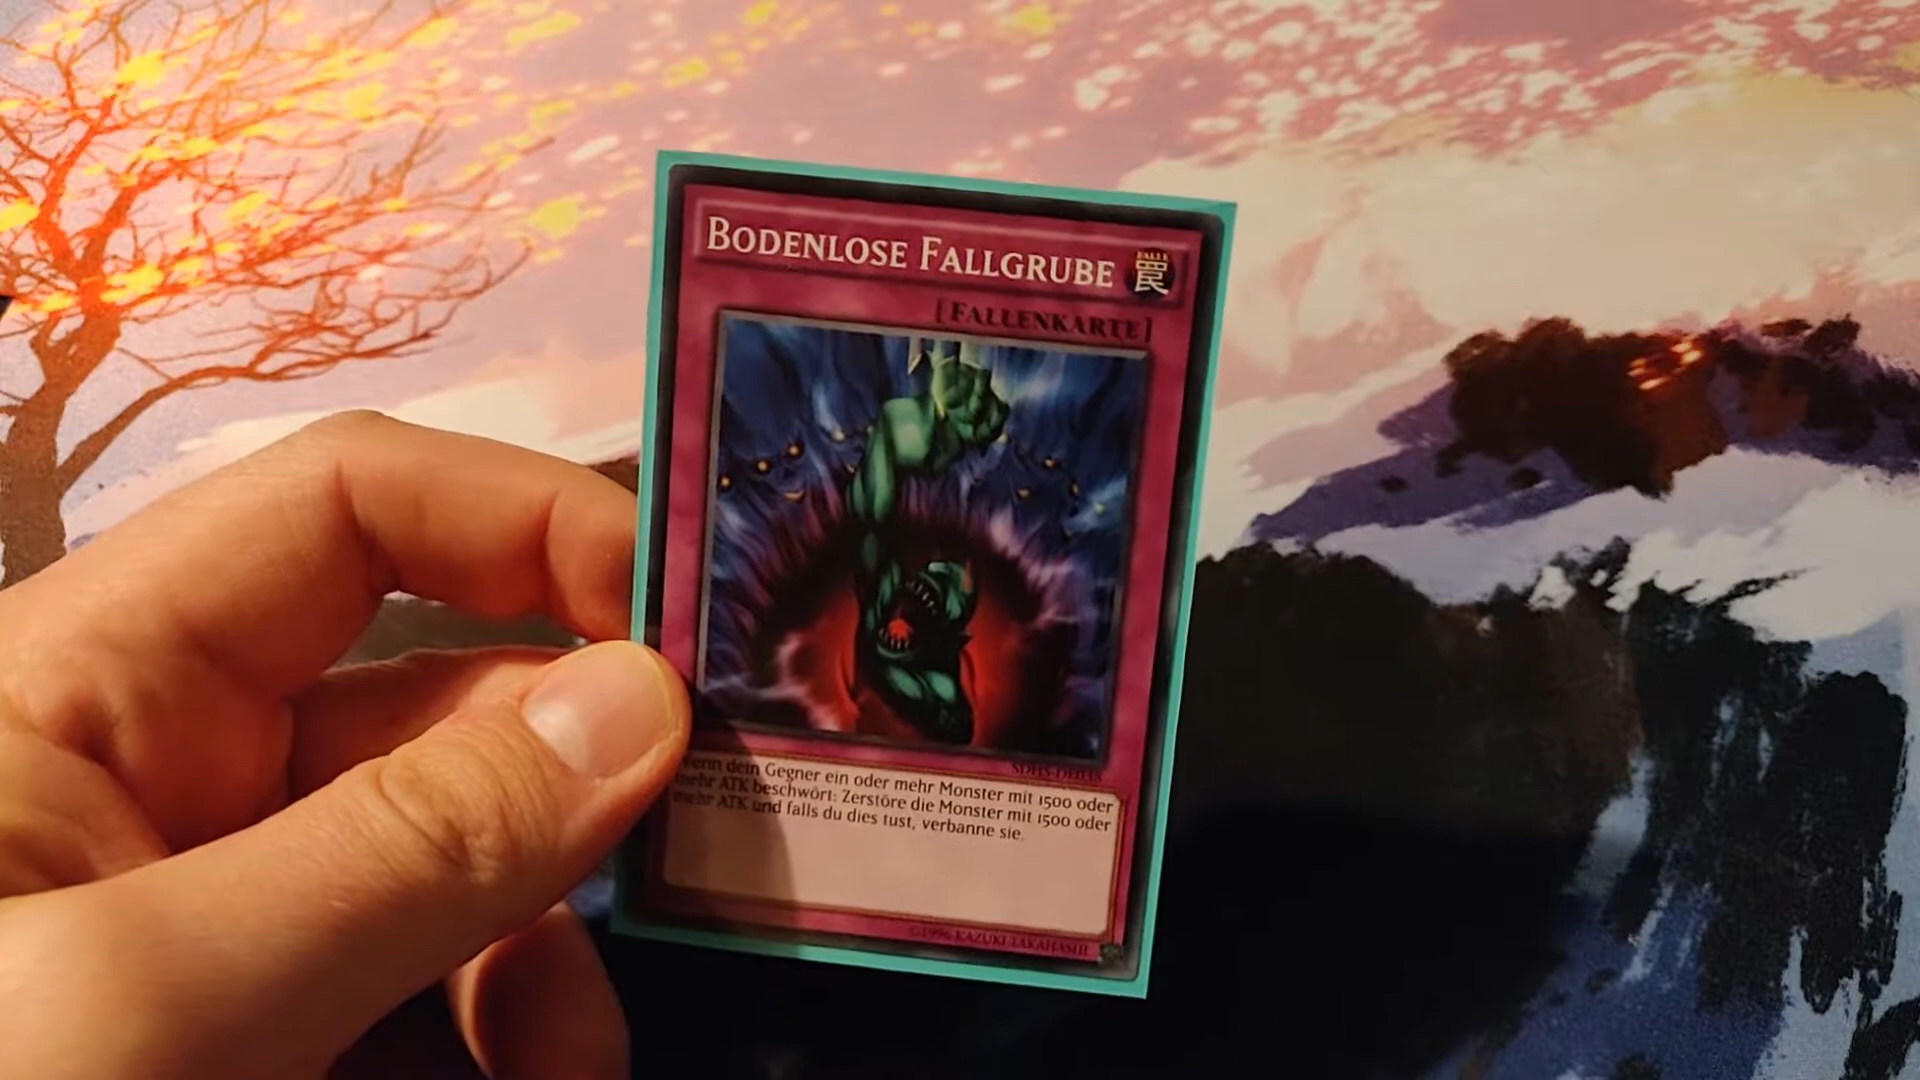 Bodenlose Fallgrube
[Fallenkarte]
Wenn dein Gegner ein oder mehr Monster mit 1500 oder
mehr ATK beschwört: Zerstöre die Monster mit 1500 oder
mehr ATK und falls du dies tust, verbanne sie.
©1996 KAZUKI TAKAHASHI